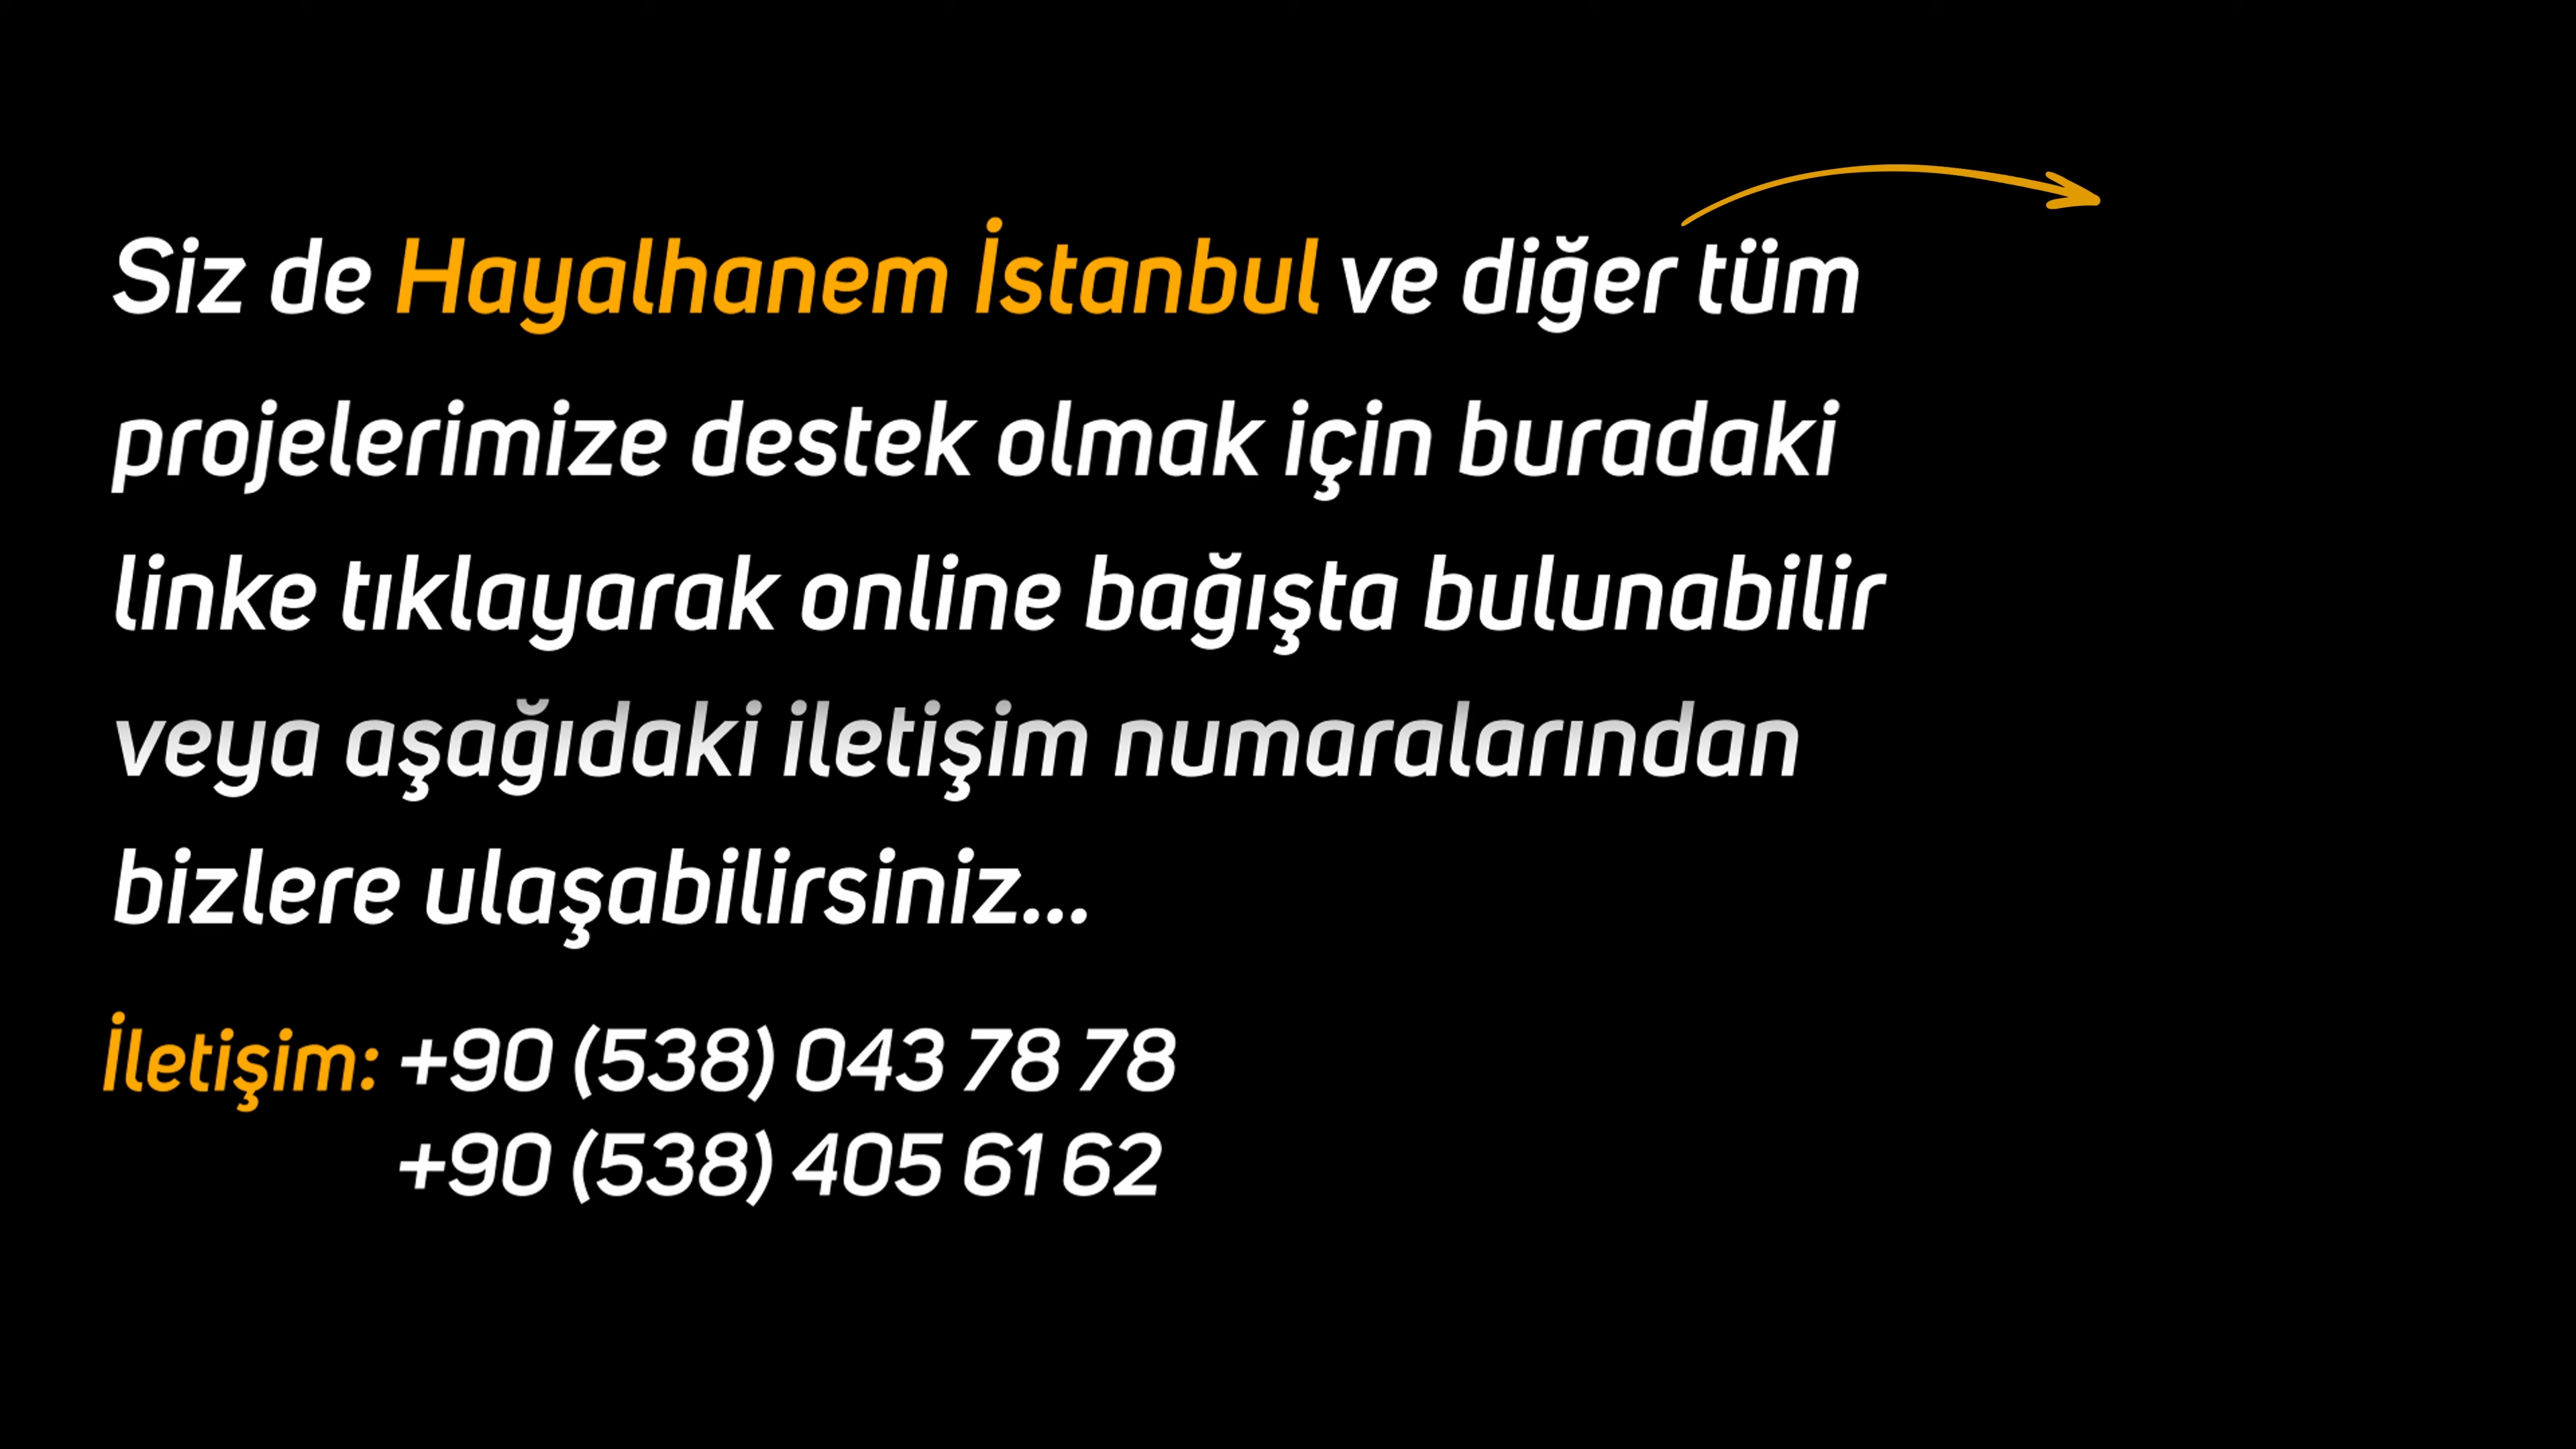 Siz de Hayalhanem İstanbul ve diğer tüm
projelerimize destek olmak için buradaki
linke tıklayarak online bağışta bulunabilir
veya aşağıdaki iletişim numaralarından
bizlere ulaşabilirsiniz...
İletişim: +90 (538) 043 78 78
+90 (538) 405 61 62